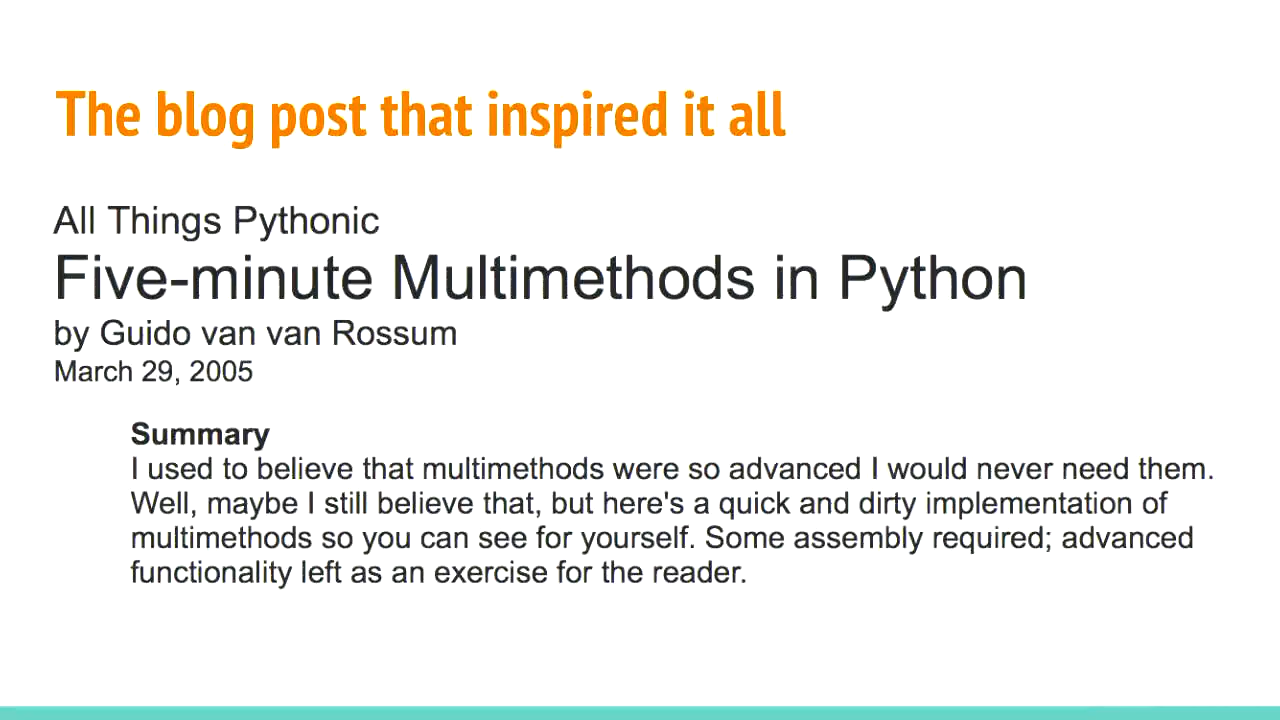 The blog post that inspired it all
All Things Pythonic
Five-minute Multimethods in Python
by Guido van van Rossum
March 29, 2005
Summary
I used to believe that multimethods were so advanced I would never need them.
Well, maybe I still believe that, but here's a quick and dirty implementation of
multimethods so you can see for yourself. Some assembly required; advanced
functionality left as an exercise for the reader.